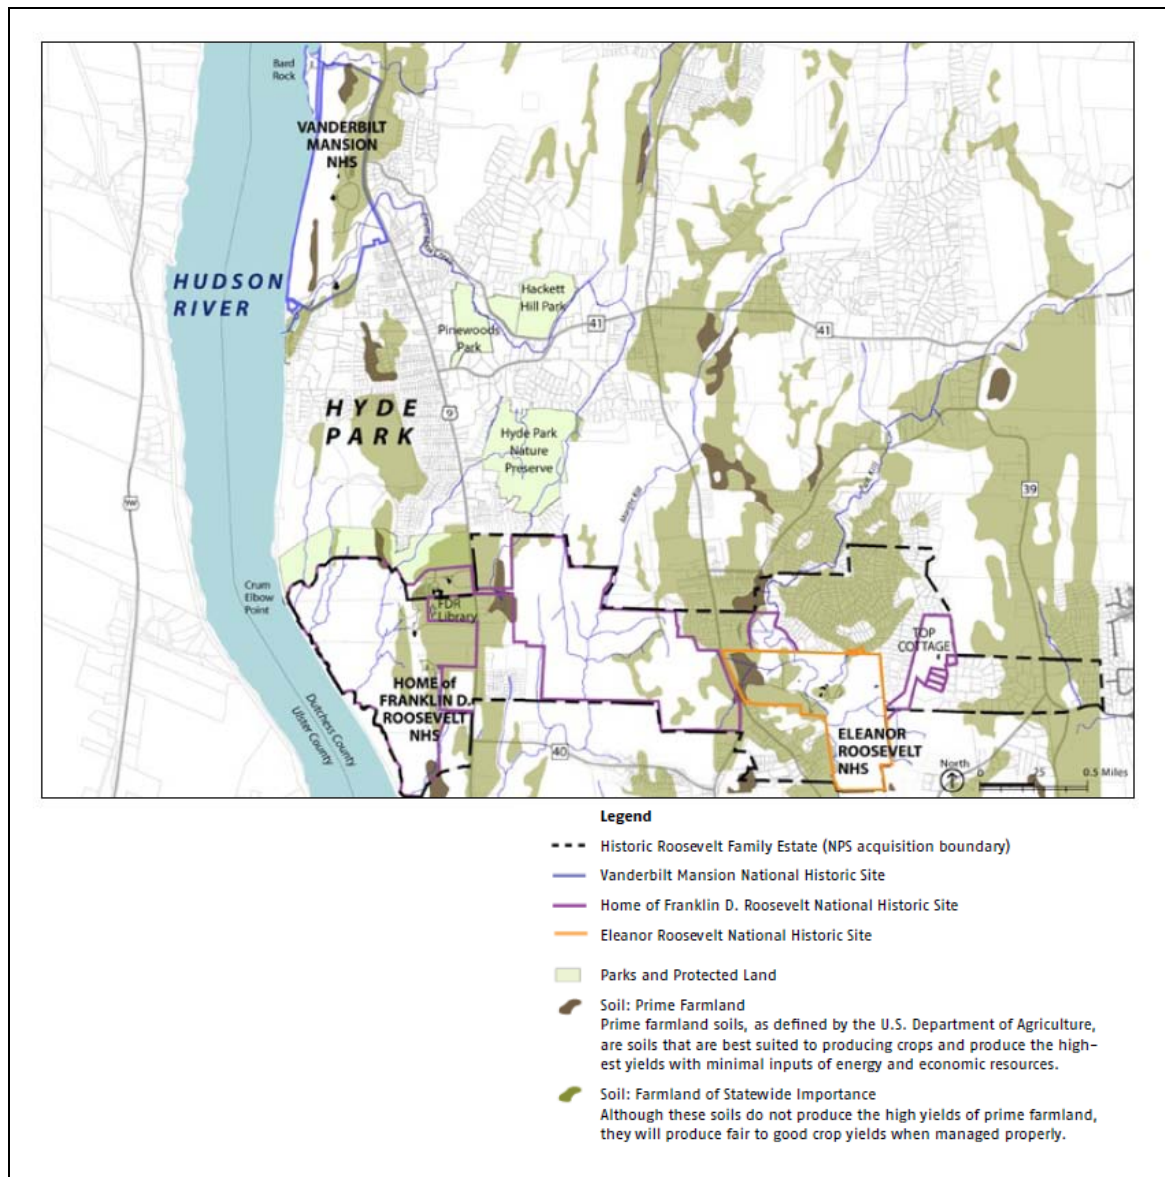 Bard
Rock
VANDERBILT
MANSION
NHS
HUDSON
RIVER
Hackett
Hill Park
Pinewoods
Park
41
41
HYDE
PARK
9
Hyde Park
Nature
Preserve
9W
39
Crum
Elbow
Point
FDR
Library
TOP
COTTAGE
HOME of
FRANKLIN D.
ROOSEVELT
NHS
Dutchess County
Ulster County
40
ELEANOR
ROOSEVELT
NHS
North
0 .25 0.5 Miles
Legend
Historic Roosevelt Family Estate (NPS acquisition boundary)
Vanderbilt Mansion National Historic Site
Home of Franklin D. Roosevelt National Historic Site
Eleanor Roosevelt National Historic Site
Parks and Protected Land
Soil: Prime Farmland
Prime farmland soils, as defined by the U.S. Department of Agriculture,
are soils that are best suited to producing crops and produce the high-
est yields with minimal inputs of energy and economic resources.
Soil: Farmland of Statewide Importance
Although these soils do not produce the high yields of prime farmland,
they will produce fair to good crop yields when managed properly.